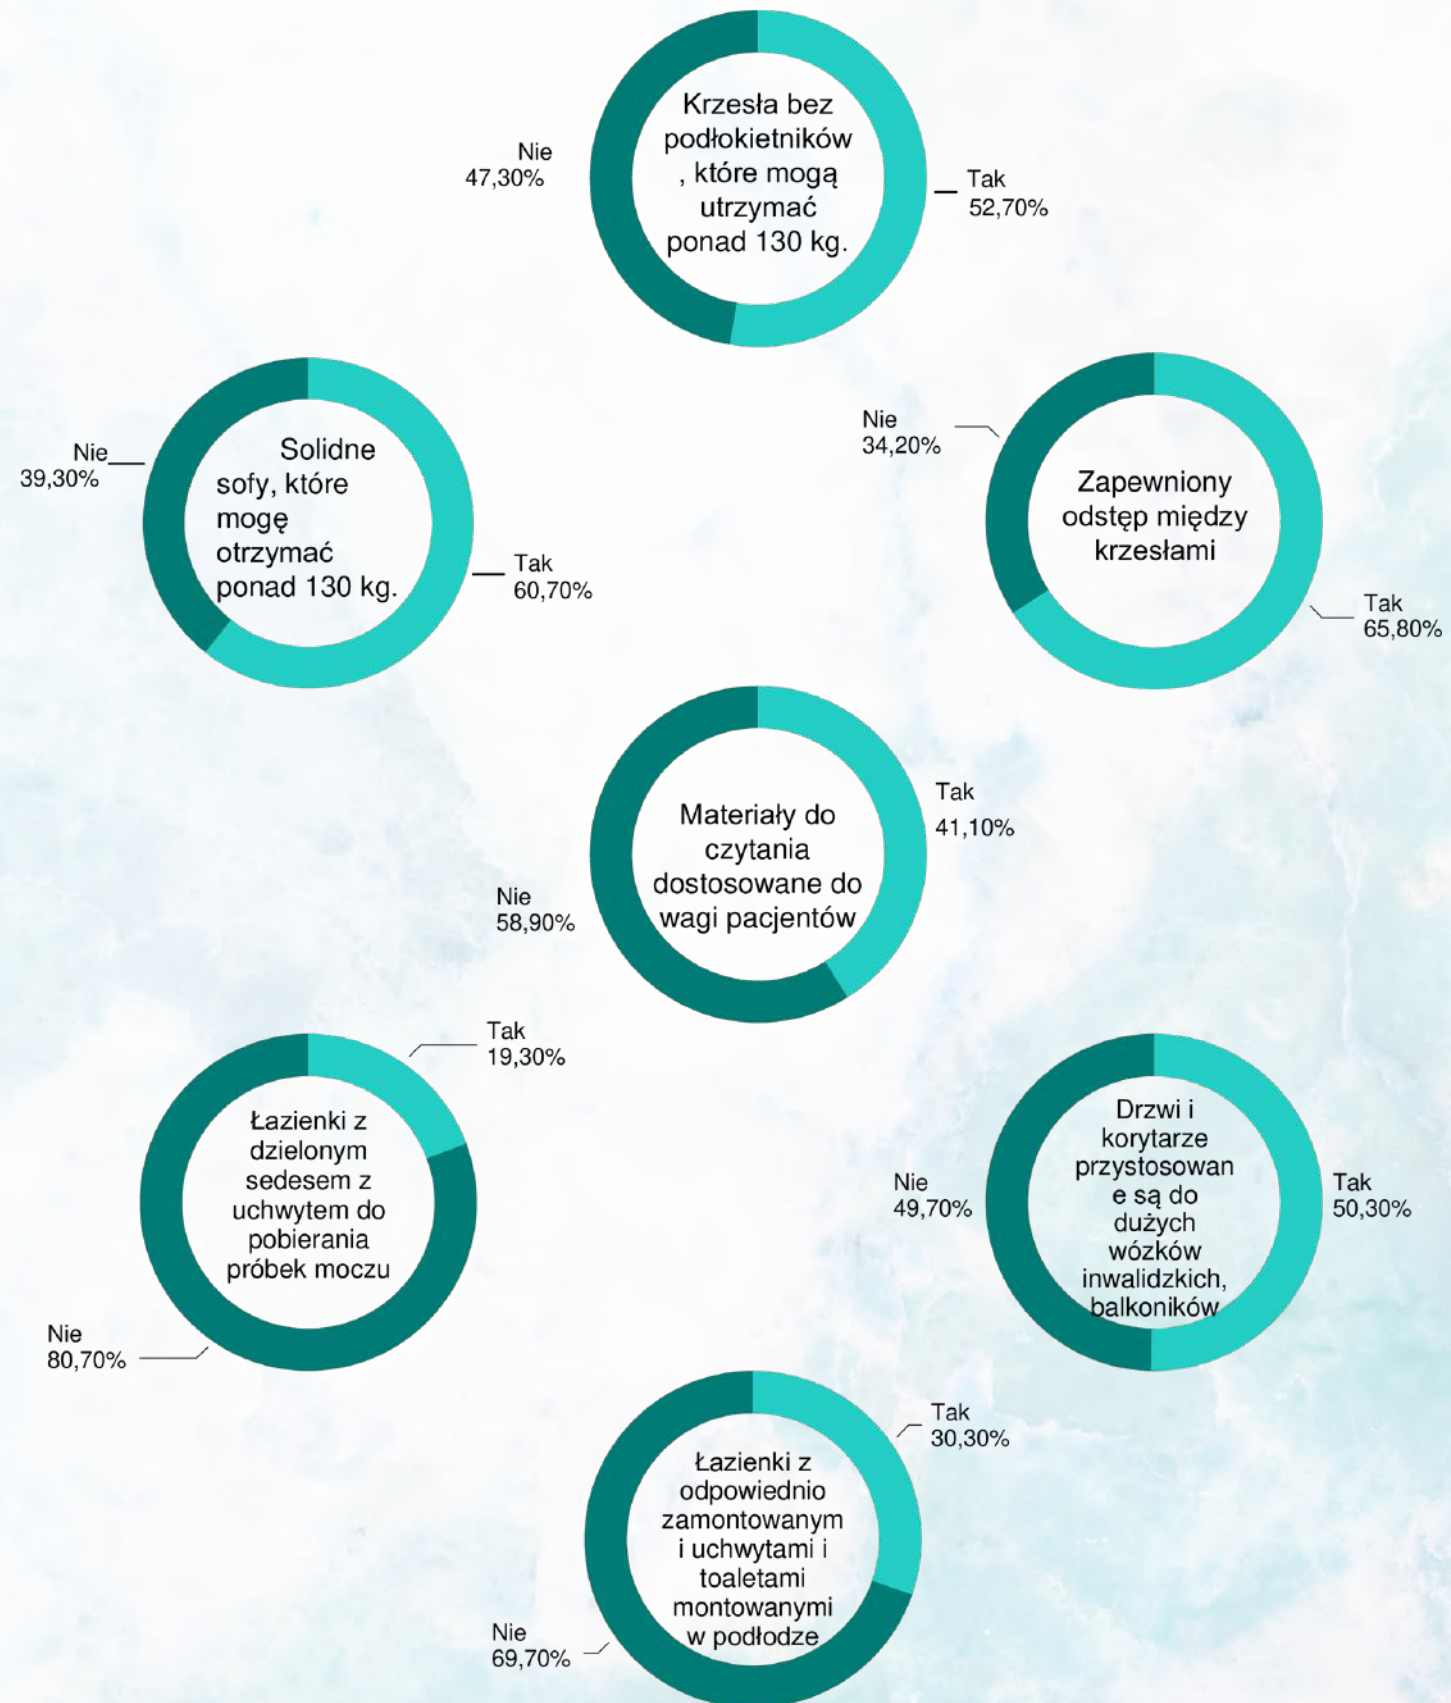 Krzesła bez
podłokietników
, które mogą
utrzymać
ponad 130 kg.
Nie
47,30%
Tak
52,70%
Solidne
sofy, które
mogę
otrzymać
ponad 130 kg.
Nie
39,30%
Tak
60,70%
Zapewniony
odstęp między
krzesłami
Nie
34,20%
Tak
65,80%
Materiały do
czytania
dostosowane do
wagi pacjentów
Tak
41,10%
Nie
58,90%
Łazienki z
dzielonym
sedesem z
uchwytem do
pobierania
próbek moczu
Tak
19,30%
Nie
80,70%
Drzwi i
korytarze
przystosowan
e są do
dużych
wózków
inwalidzkich,
balkoników
Nie
49,70%
Tak
50,30%
Łazienki z
odpowiednio
zamontowanym
i uchwytami i
toaletami
montowanymi
w podłodze
Tak
30,30%
Nie
69,70%